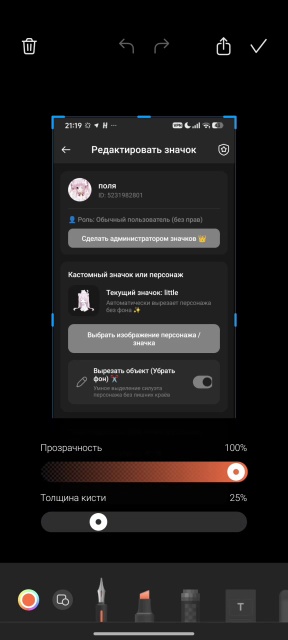 21:19
Редактировать значок
поля
ID: 5231982801
Роль: Обычный пользователь (без прав)
Сделать администратором значков 👑
Кастомный значок или персонаж
Текущий значок: little
Автоматически вырезает персонажа
без фона ✨
Выбрать изображение персонажа /
значка
Вырезать объект (Убрать
фон) ✂️
Умное выделение силуэта
персонажа без лишних краёв
Прозрачность 100%
Толщина кисти 25%
T